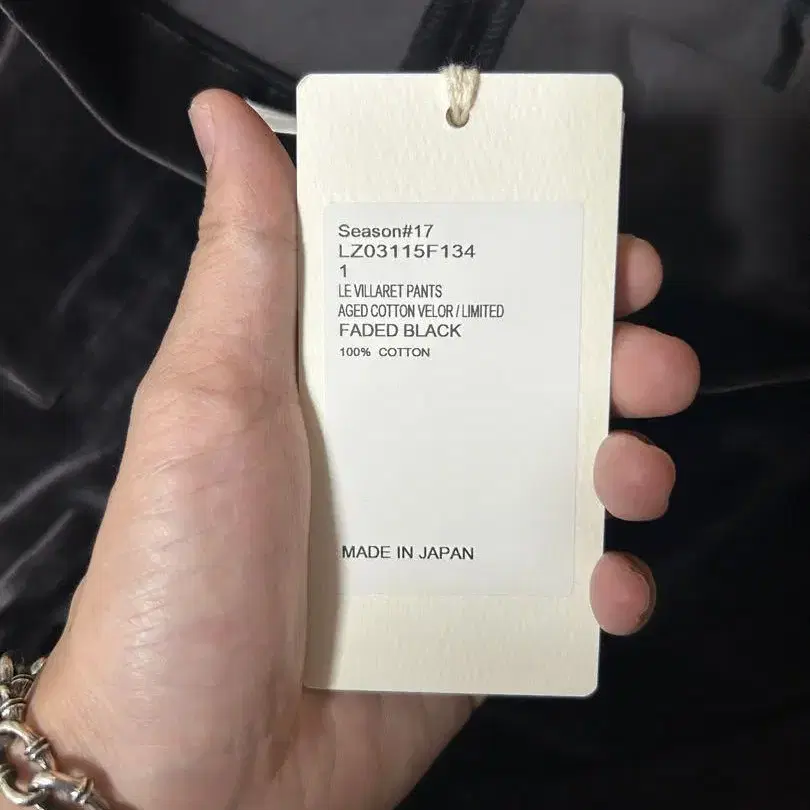 Season#17
LZ03115F134
1
LE VILLARET PANTS
AGED COTTON VELOR / LIMITED
FADED BLACK
100% COTTON
MADE IN JAPAN